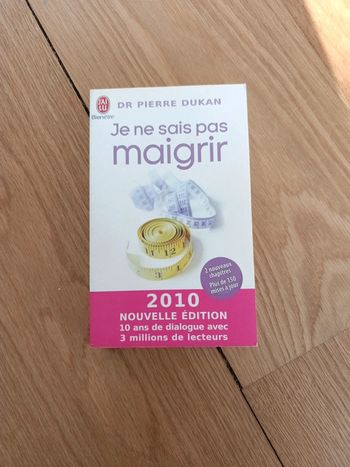 J'AI LU
Bien-être
DR PIERRE DUKAN
Je ne sais pas
maigrir
2 nouveaux
chapitres
Plus de 150
mises à jour
2010
NOUVELLE ÉDITION
10 ans de dialogue avec
3 millions de lecteurs